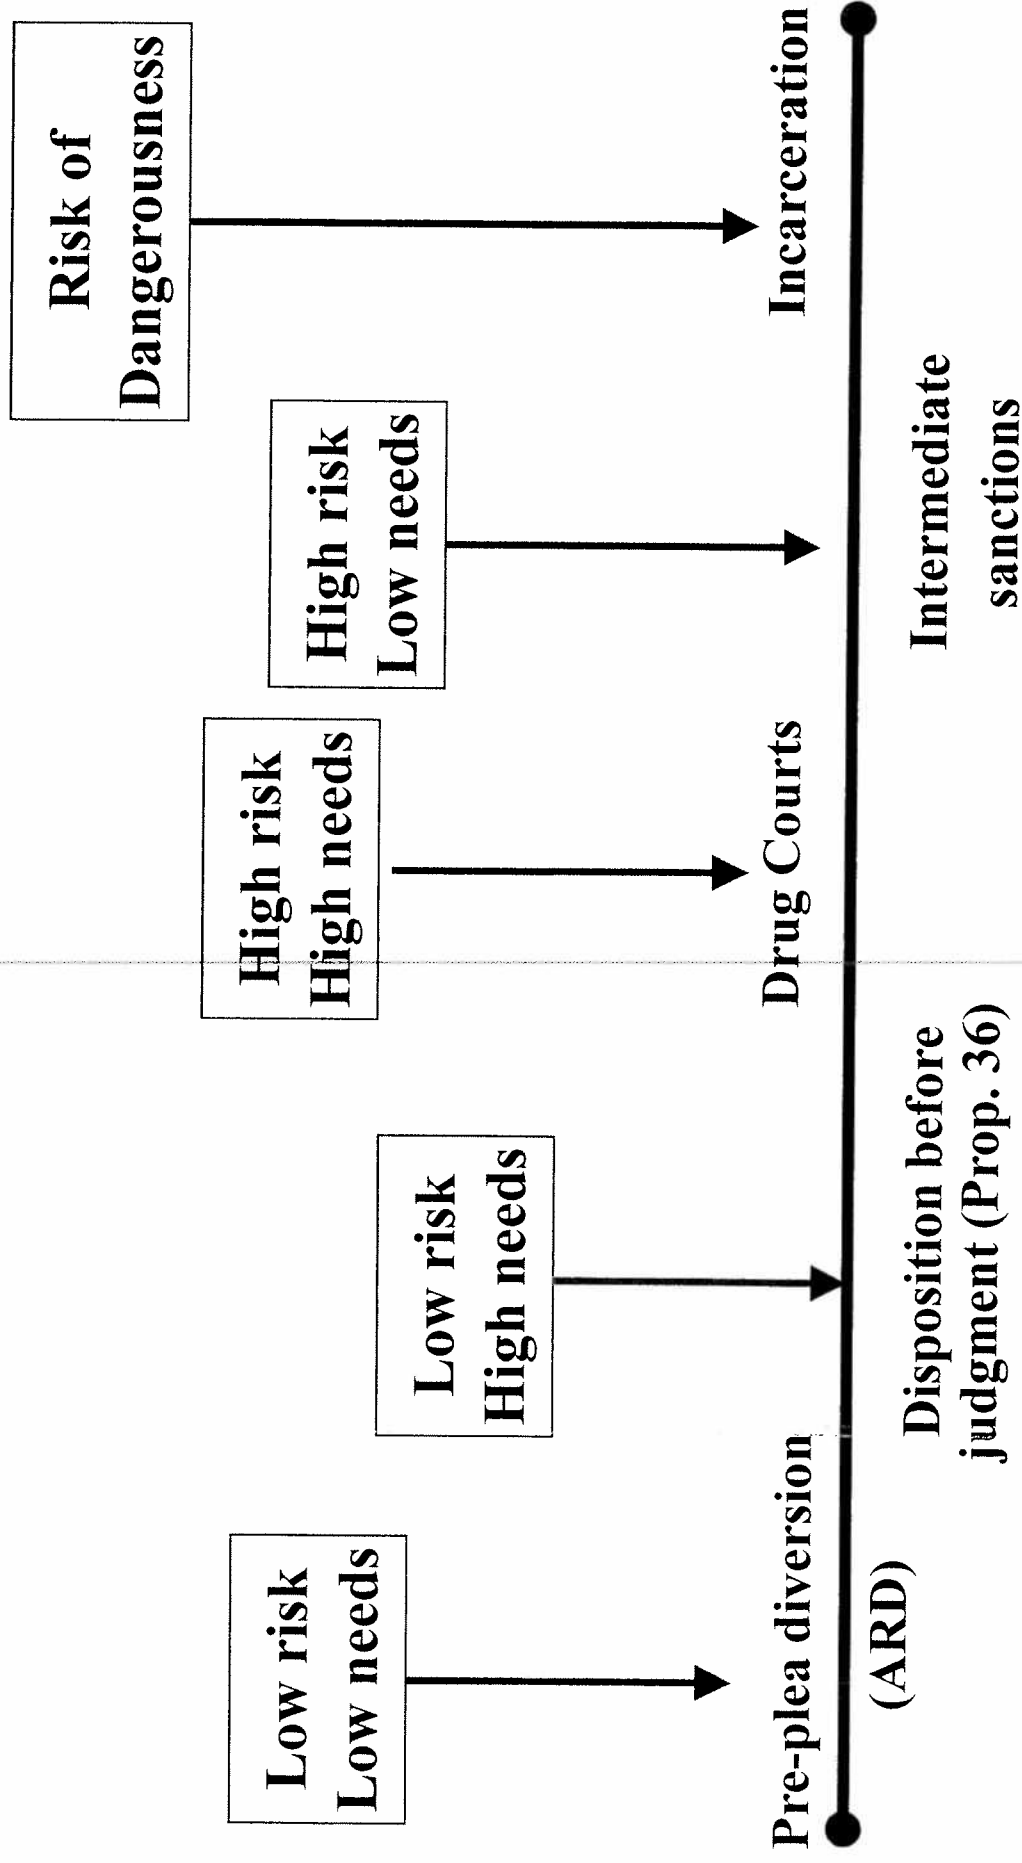 Risk of
Dangerousness
High risk
High needs
High risk
Low needs
Low risk
Low needs
Low risk
High needs
Pre-plea diversion
(ARD)
Disposition before
judgment (Prop. 36)
Drug Courts
Intermediate
sanctions
Incarceration